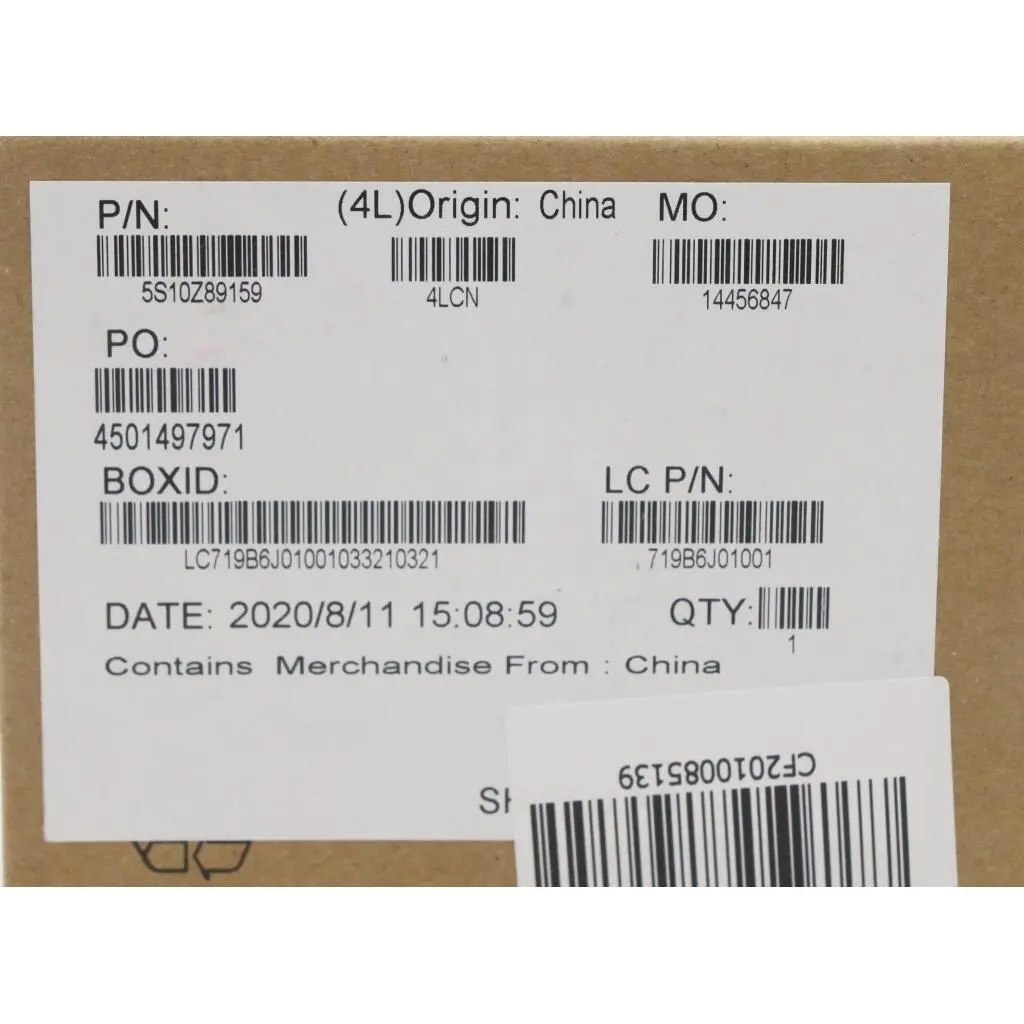 P/N: (4L)Origin: China MO:
5S10Z89159 4LCN 14456847
PO:
4501497971
BOXID: LC P/N:
LC719B6J01001033210321 719B6J01001
DATE: 2020/8/11 15:08:59 QTY:
1
Contains Merchandise From : China
CF2010085139